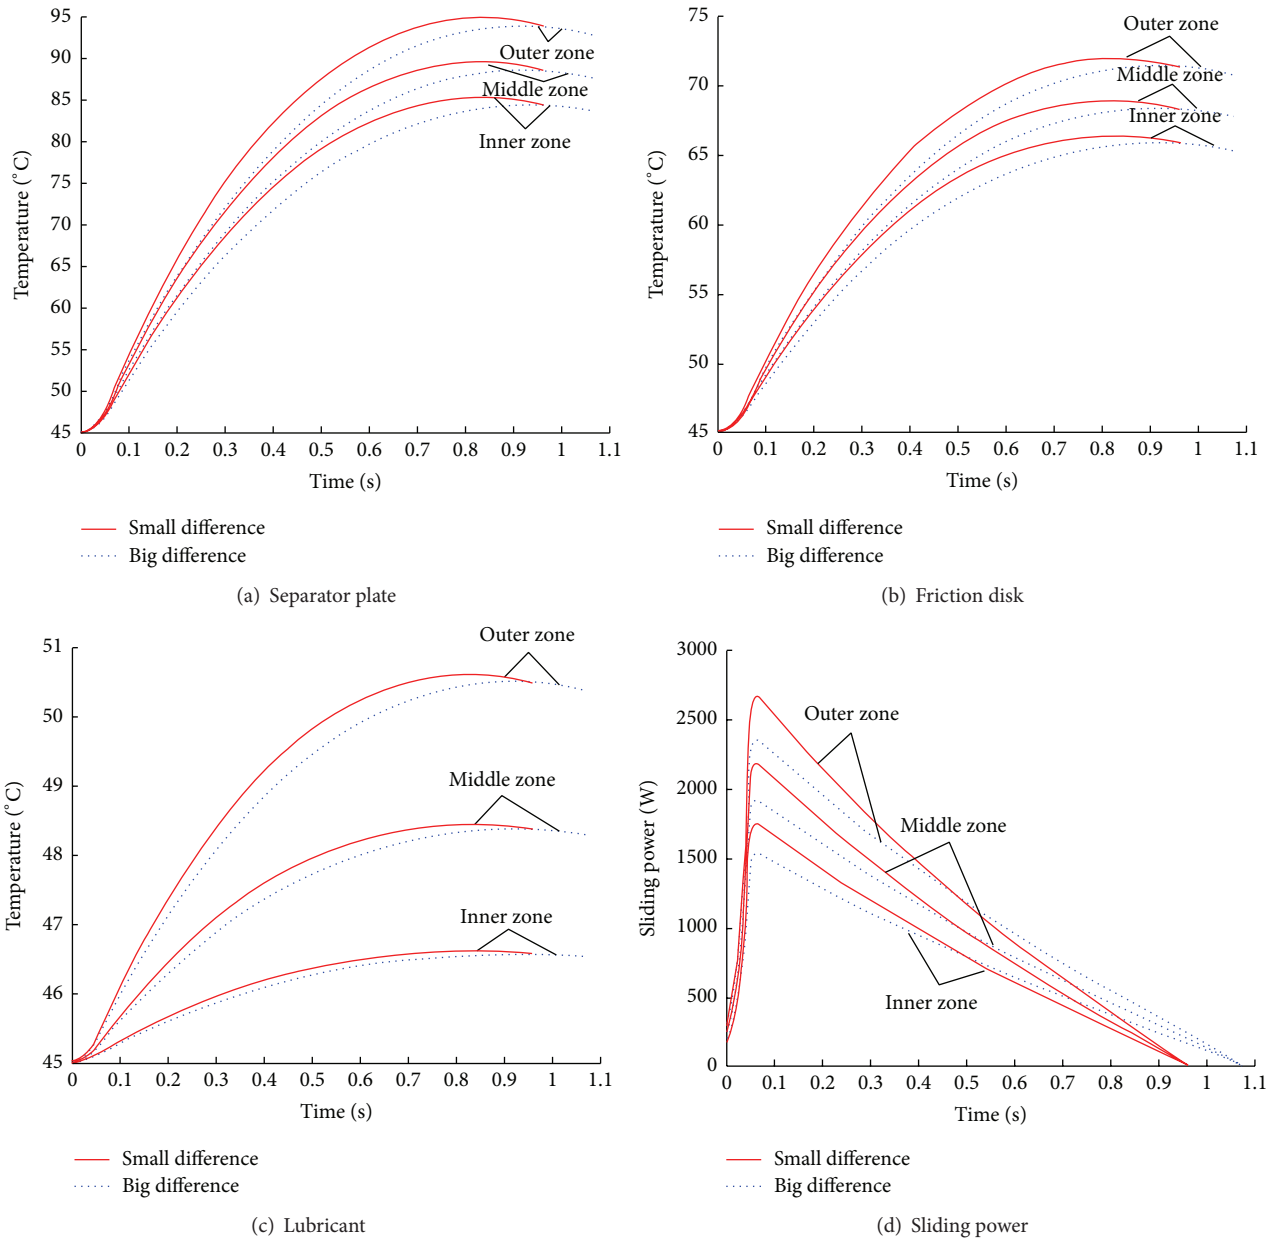 95
90
85
80
75
70
65
60
55
50
45
Temperature (°C)
Outer zone
Middle zone
Inner zone
0 0.1 0.2 0.3 0.4 0.5 0.6 0.7 0.8 0.9 1 1.1
Time (s)
Small difference
Big difference
(a) Separator plate
75
70
65
60
55
50
45
Temperature (°C)
Outer zone
Middle zone
Inner zone
0 0.1 0.2 0.3 0.4 0.5 0.6 0.7 0.8 0.9 1 1.1
Time (s)
Small difference
Big difference
(b) Friction disk
51
50
49
48
47
46
45
Temperature (°C)
Outer zone
Middle zone
Inner zone
0 0.1 0.2 0.3 0.4 0.5 0.6 0.7 0.8 0.9 1 1.1
Time (s)
Small difference
Big difference
(c) Lubricant
3000
2500
2000
1500
1000
500
0
Sliding power (W)
Outer zone
Middle zone
Inner zone
0 0.1 0.2 0.3 0.4 0.5 0.6 0.7 0.8 0.9 1 1.1
Time (s)
Small difference
Big difference
(d) Sliding power